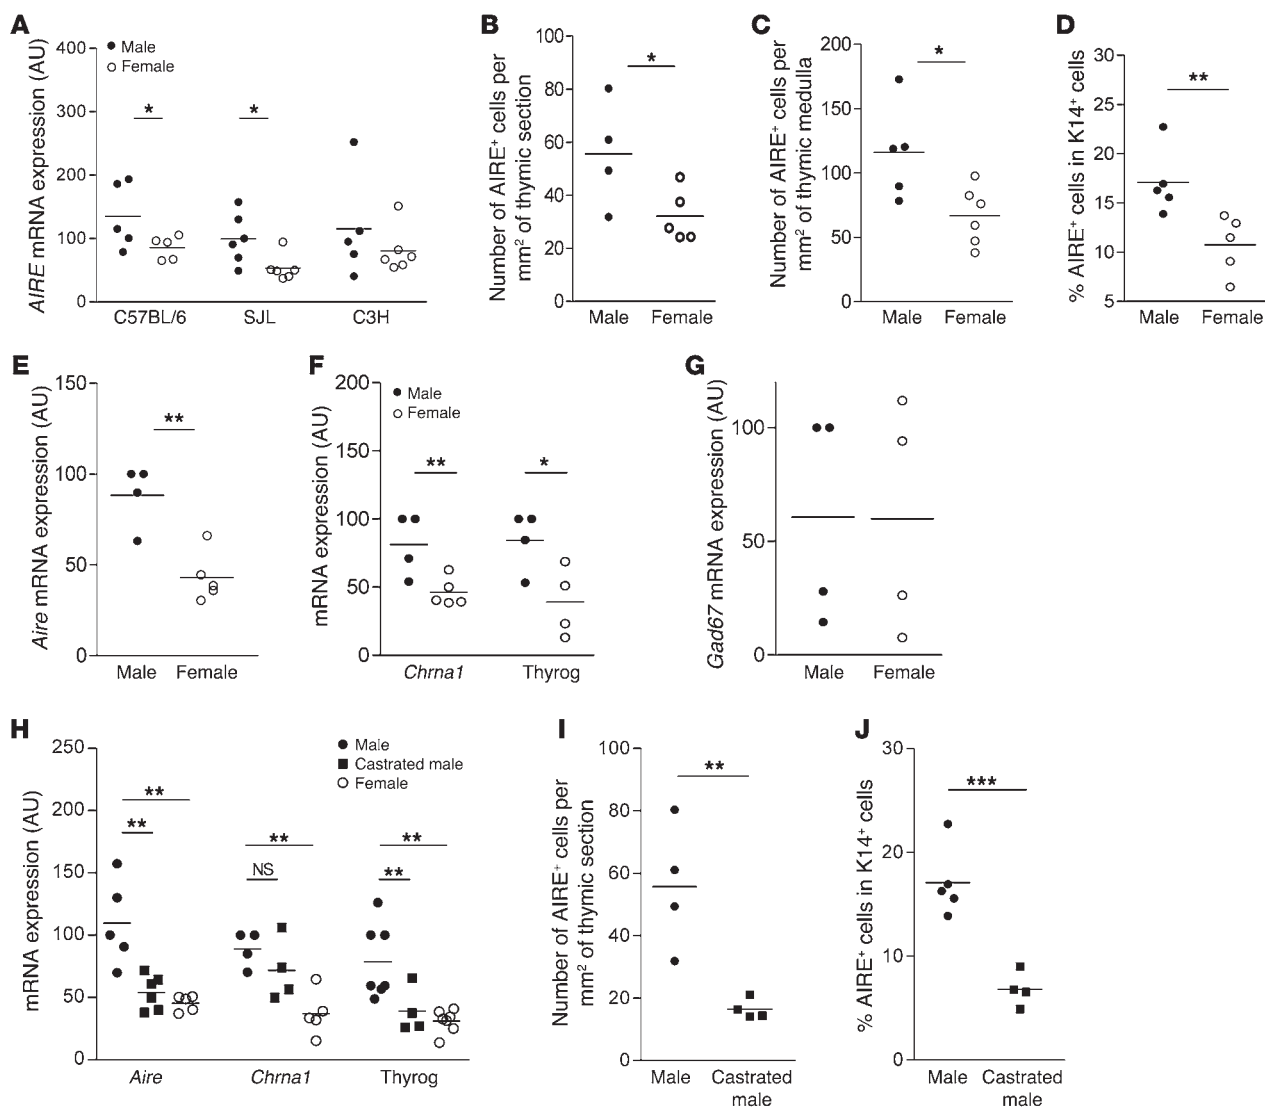 A
AIRE mRNA expression (AU)
400
300
200
100
0
Male
Female
*
*
C57BL/6
SJL
C3H
B
Number of AIRE⁺ cells per
mm² of thymic section
100
80
60
40
20
0
*
Male
Female
C
Number of AIRE⁺ cells per
mm² of thymic medulla
200
150
100
50
0
*
Male
Female
D
% AIRE⁺ cells in K14⁺ cells
30
25
20
15
10
5
**
Male
Female
E
Aire mRNA expression (AU)
150
100
50
0
**
Male
Female
F
mRNA expression (AU)
200
150
100
50
0
Male
Female
**
*
Chrna1
Thyrog
G
Gad67 mRNA expression (AU)
100
50
0
Male
Female
H
mRNA expression (AU)
250
200
150
100
50
0
Male
Castrated male
Female
**
**
**
NS
**
**
Aire
Chrna1
Thyrog
I
Number of AIRE⁺ cells per
mm² of thymic section
100
80
60
40
20
0
**
Male
Castrated
male
J
% AIRE⁺ cells in K14⁺ cells
30
20
10
0
***
Male
Castrated
male